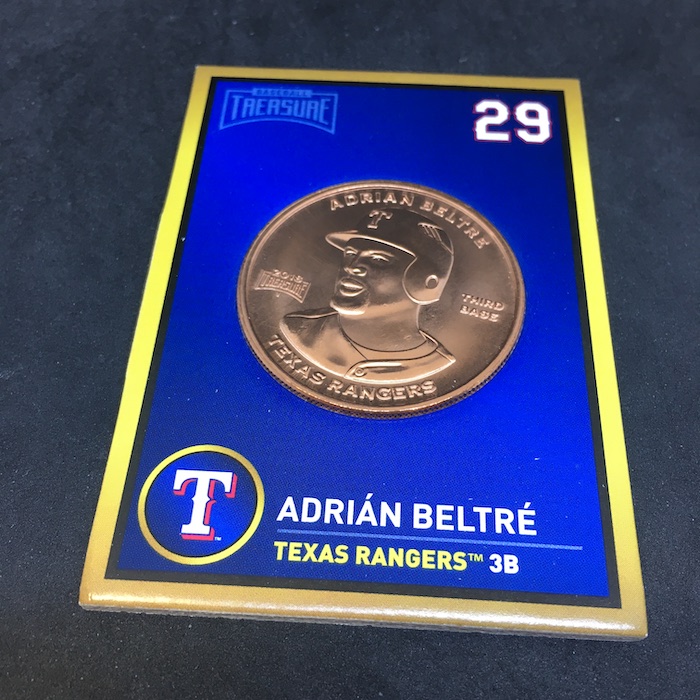 BASEBALL
TREASURE
29
ADRIAN BELTRE
T
2018
TREASURE
THIRD
BASE
TEXAS RANGERS
T
ADRIÁN BELTRÉ
TEXAS RANGERS™ 3B